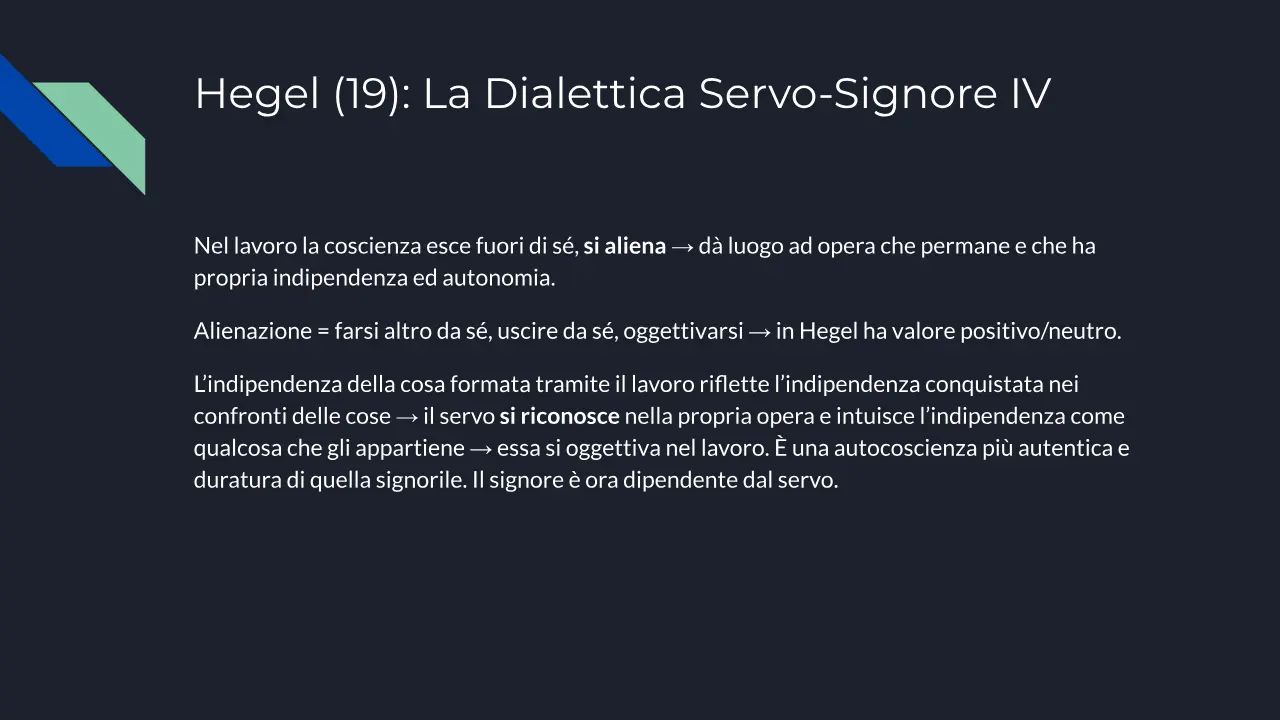 Hegel (19): La Dialettica Servo-Signore IV
Nel lavoro la coscienza esce fuori di sé, si aliena → dà luogo ad opera che permane e che ha
propria indipendenza ed autonomia.
Alienazione = farsi altro da sé, uscire da sé, oggettivarsi → in Hegel ha valore positivo/neutro.
L’indipendenza della cosa formata tramite il lavoro riflette l’indipendenza conquistata nei
confronti delle cose → il servo si riconosce nella propria opera e intuisce l’indipendenza come
qualcosa che gli appartiene → essa si oggettiva nel lavoro. È una autocoscienza più autentica e
duratura di quella signorile. Il signore è ora dipendente dal servo.